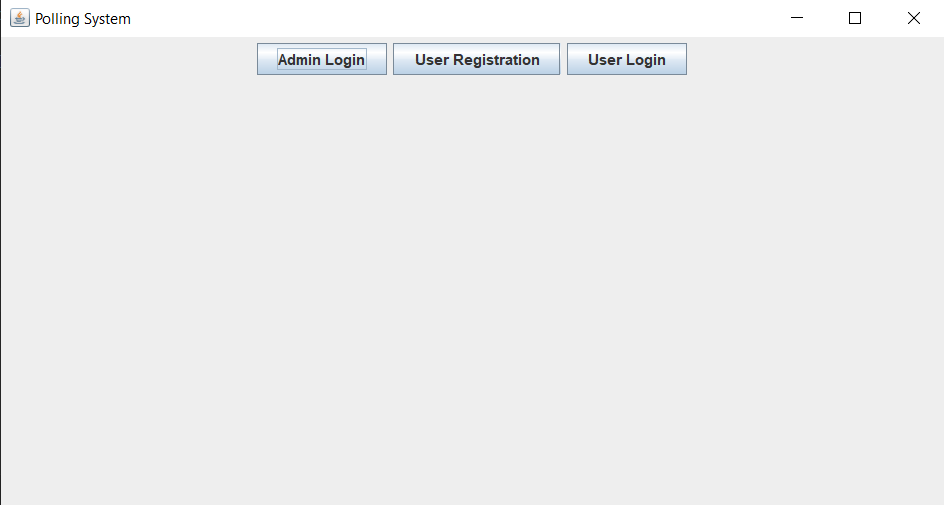 Polling System
Admin Login User Registration User Login